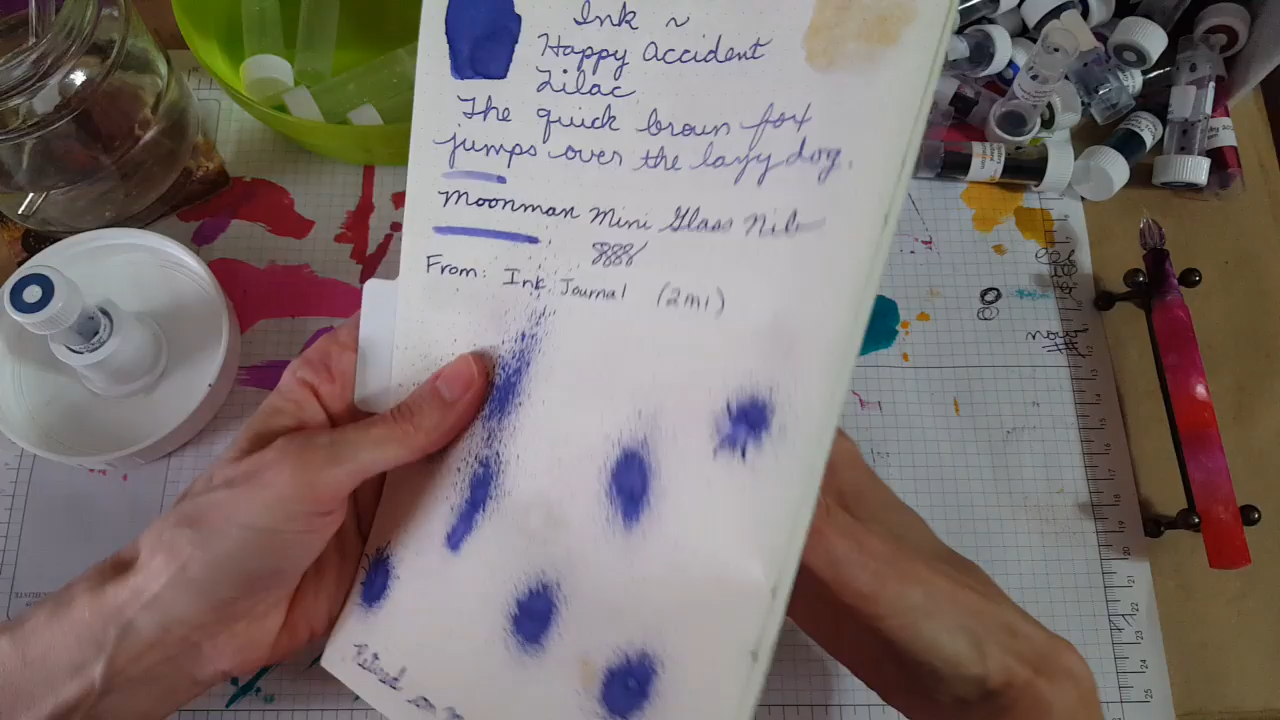 Ink ~
Happy Accident
Lilac
The quick brown fox
jumps over the lazy dog.
Moonman Mini Glass Nib
From: Ink Journal (2ml)